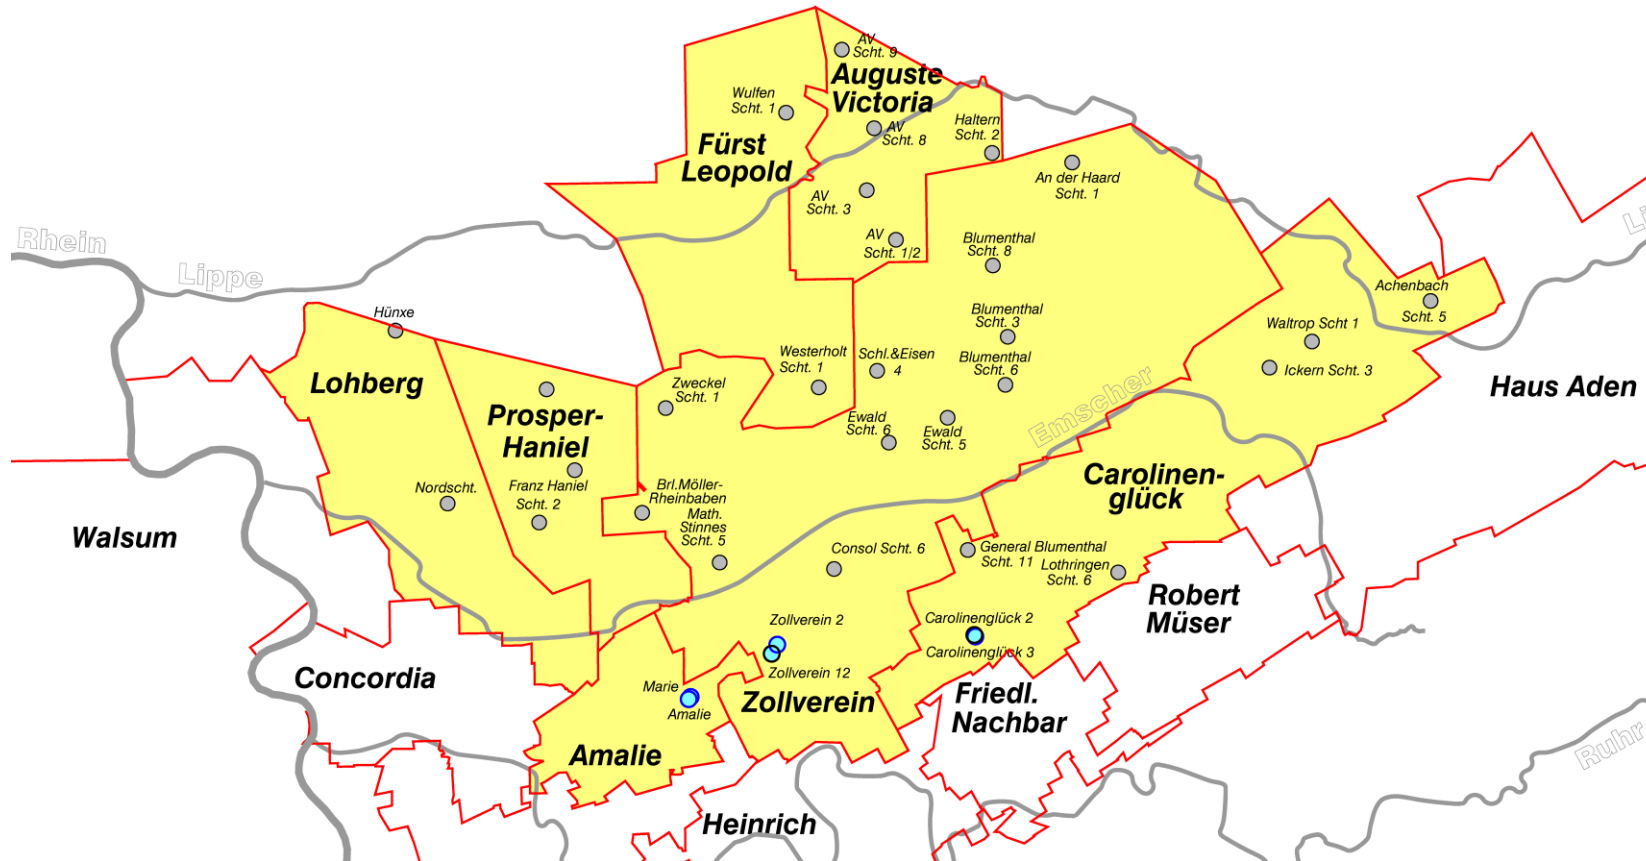 AV
Scht. 9
Auguste
Victoria
Wulfen
Scht. 1
AV
Scht. 8
Haltern
Scht. 2
Fürst
Leopold
An der Haard
Scht. 1
AV
Scht. 3
AV
Scht. 1/2
Blumenthal
Scht. 8
Rhein
Lippe
Li
Hünxe
Achenbach
Scht. 5
Blumenthal
Scht. 3
Waltrop Scht 1
Ickern Scht. 3
Westerholt
Scht. 1
Schl.&Eisen
4
Blumenthal
Scht. 6
Lohberg
Zweckel
Scht. 1
Haus Aden
Prosper-
Haniel
Ewald
Scht. 6
Ewald
Scht. 5
Emscher
Carolinen-
glück
Nordscht.
Franz Haniel
Scht. 2
Brl.Möller-
Rheinbaben
Math.
Stinnes
Scht. 5
Walsum
Consol Scht. 6
General Blumenthal
Scht. 11
Lothringen
Scht. 6
Robert
Müser
Zollverein 2
Zollverein 12
Carolinenglück 2
Carolinenglück 3
Concordia
Marie
Amalie
Zollverein
Friedl.
Nachbar
Amalie
Ruhr
Heinrich